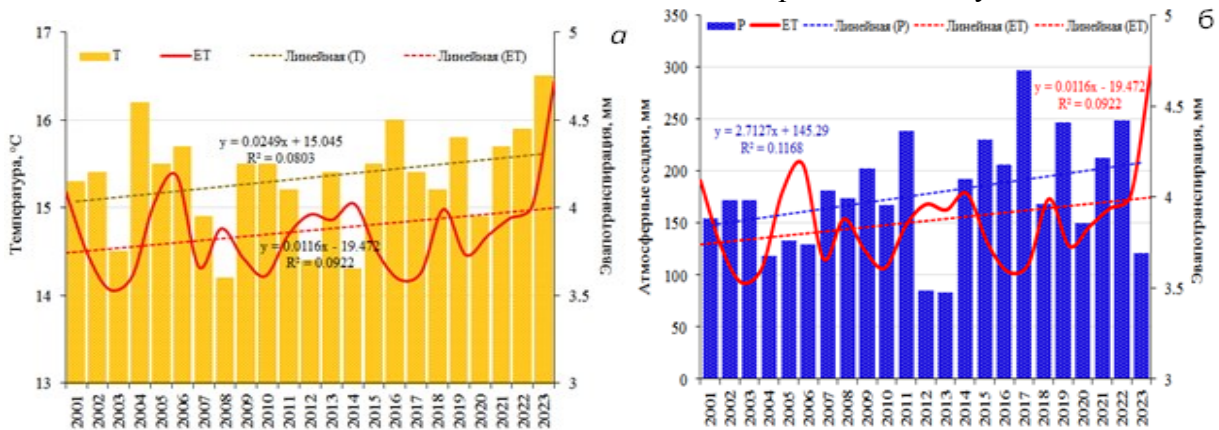 17
16
15
14
13
5
4.5
4
3.5
3
Температура, °C
Эвапотранспирация, мм
а
T
ET
Линейная (T)
Линейная (ET)
y = 0.0249x + 15.045
R² = 0.0803
y = 0.0116x - 19.472
R² = 0.0922
2001 2002 2003 2004 2005 2006 2007 2008 2009 2010 2011 2012 2013 2014 2015 2016 2017 2018 2019 2020 2021 2022 2023
350
300
250
200
150
100
50
0
5
4.5
4
3.5
3
Атмосферные осадки, мм
Эвапотранспирация, мм
б
P
ET
Линейная (P)
Линейная (ET)
Линейная (ET)
y = 2.7127x + 145.29
R² = 0.1168
y = 0.0116x - 19.472
R² = 0.0922
2001 2002 2003 2004 2005 2006 2007 2008 2009 2010 2011 2012 2013 2014 2015 2016 2017 2018 2019 2020 2021 2022 2023